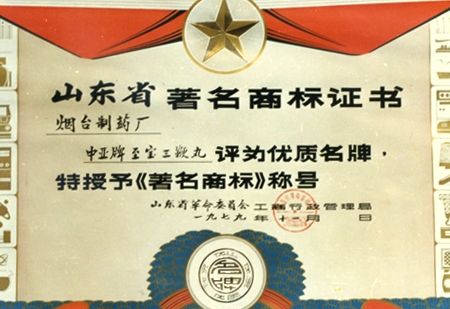 山东省著名商标证书
烟台制药厂
中亚牌至宝三鞭丸 评为优质名牌，
特授予《著名商标》称号
山东省革命委员会工商行政管理局
一九七九年十一月 日
名牌